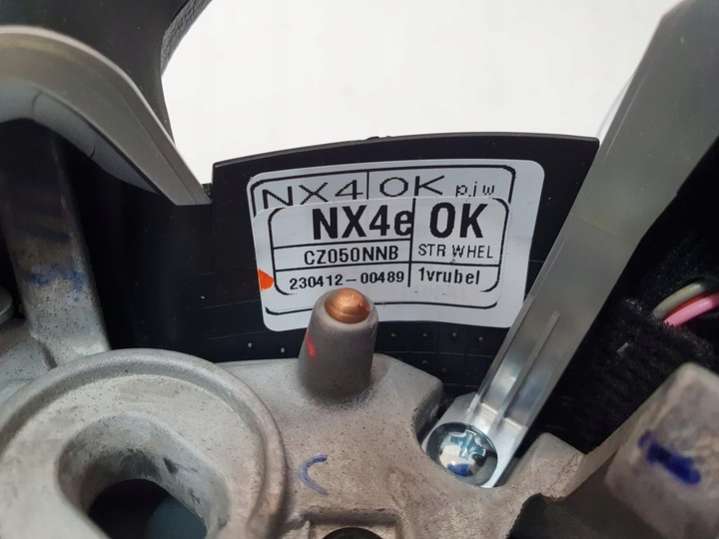 NX4 OK p.j w
NX4e OK
CZ050NNB STR WHEL
230412-00489 1vrubel
C